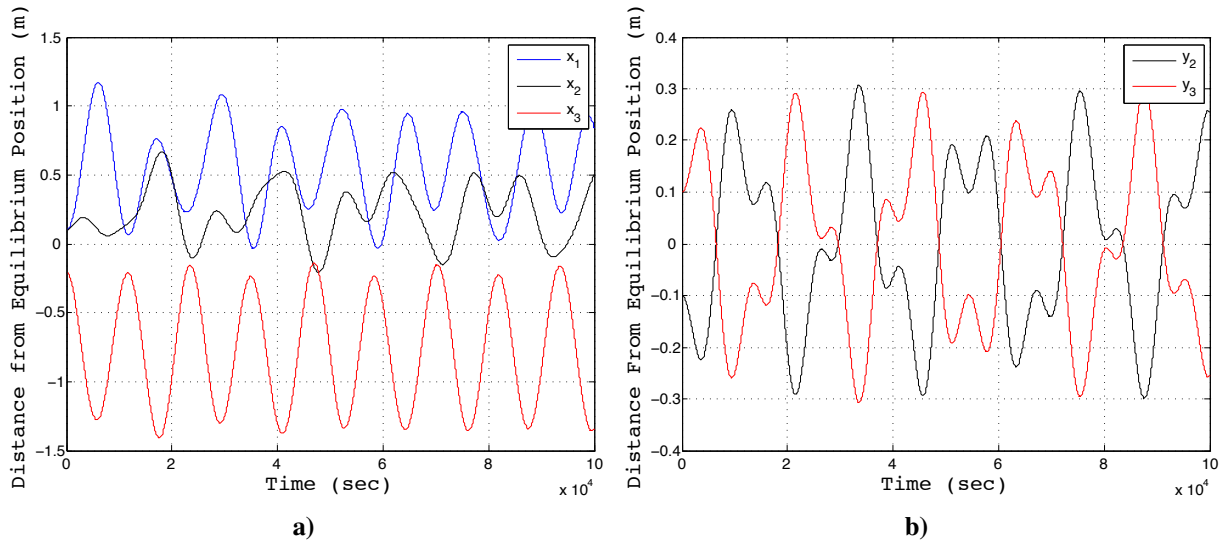 Distance from Equilibrium Position (m)
1.5
1
0.5
0
−0.5
−1
−1.5
x1
x2
x3
0
2
4
6
8
10
x 10^4
Time (sec)
a)
Distance From Equilibrium Position (m)
0.4
0.3
0.2
0.1
0
−0.1
−0.2
−0.3
−0.4
y2
y3
0
2
4
6
8
10
x 10^4
Time (sec)
b)